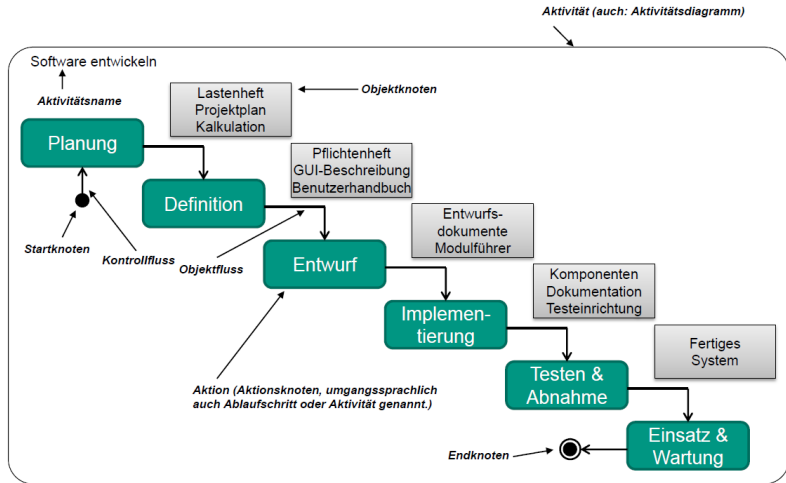 Aktivität (auch: Aktivitätsdiagramm)
Software entwickeln
Aktivitätsname
Lastenheft
Projektplan
Kalkulation
Objektknoten
Planung
Pflichtenheft
GUI-Beschreibung
Benutzerhandbuch
Definition
Startknoten
Kontrollfluss
Objektfluss
Entwurfs-
dokumente
Modulführer
Entwurf
Komponenten
Dokumentation
Testeinrichtung
Implemen-
tierung
Fertiges
System
Testen &
Abnahme
Aktion (Aktionsknoten, umgangssprachlich
auch Ablaufschritt oder Aktivität genannt.)
Einsatz &
Wartung
Endknoten